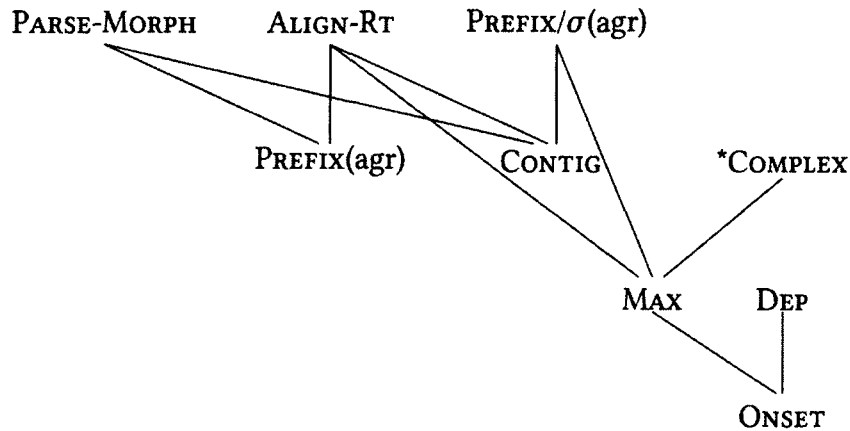 PARSE-MORPH ALIGN-RT PREFIX/σ(agr)
PREFIX(agr) CONTIG *COMPLEX
MAX DEP
ONSET